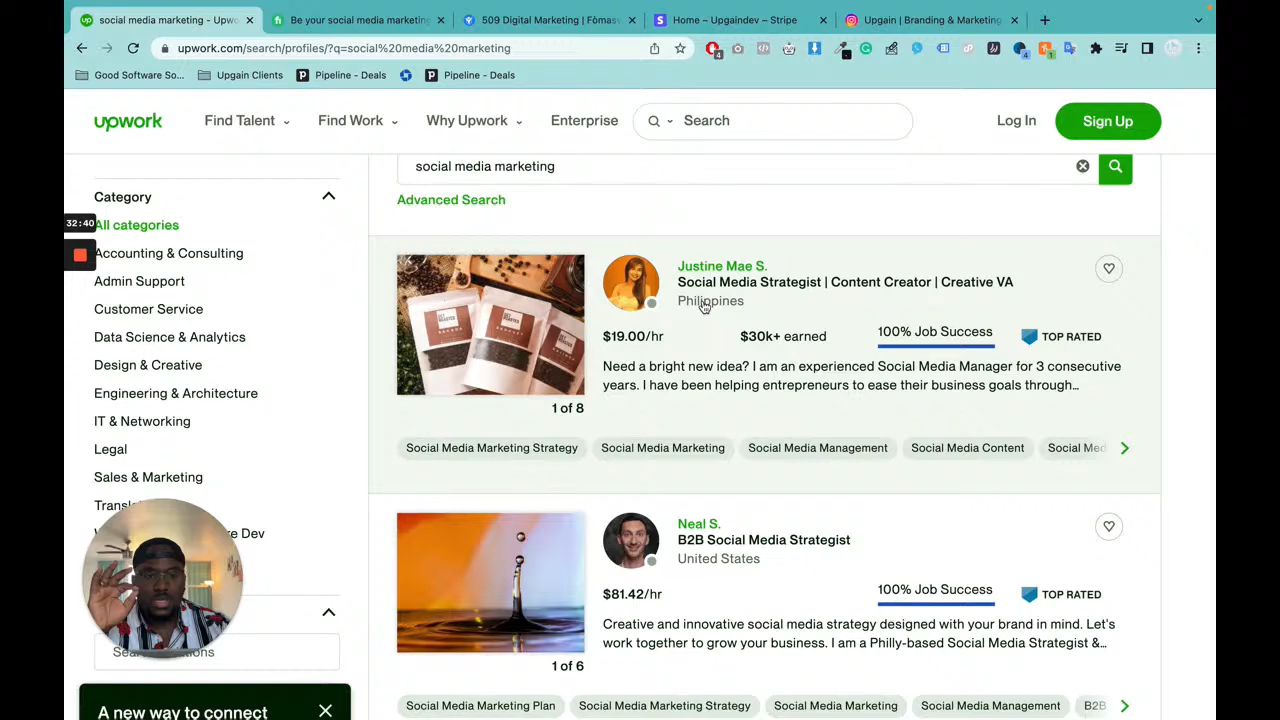 social media marketing - Upwo
Be your social media marketing
509 Digital Marketing | Fòmas
Home – Upgaindev – Stripe
Upgain | Branding & Marketing
upwork.com/search/profiles/?q=social%20media%20marketing
Good Software So...
Upgain Clients
Pipeline - Deals
Pipeline – Deals
upwork
Find Talent
Find Work
Why Upwork
Enterprise
Search
Log In
Sign Up
social media marketing
Advanced Search
Category
32:40
All categories
Accounting & Consulting
Admin Support
Customer Service
Data Science & Analytics
Design & Creative
Engineering & Architecture
IT & Networking
Legal
Sales & Marketing
Justine Mae S.
Social Media Strategist | Content Creator | Creative VA
Philippines
$19.00/hr
$30k+ earned
100% Job Success
TOP RATED
Need a bright new idea? I am an experienced Social Media Manager for 3 consecutive
years. I have been helping entrepreneurs to ease their business goals through…
1 of 8
Social Media Marketing Strategy
Social Media Marketing
Social Media Management
Social Media Content
Social Med
Neal S.
B2B Social Media Strategist
United States
$81.42/hr
100% Job Success
TOP RATED
Creative and innovative social media strategy designed with your brand in mind. Let's
work together to grow your business. I am a Philly-based Social Media Strategist &…
1 of 6
Social Media Marketing Plan
Social Media Marketing Strategy
Social Media Marketing
Social Media Management
B2B
A new way to connect